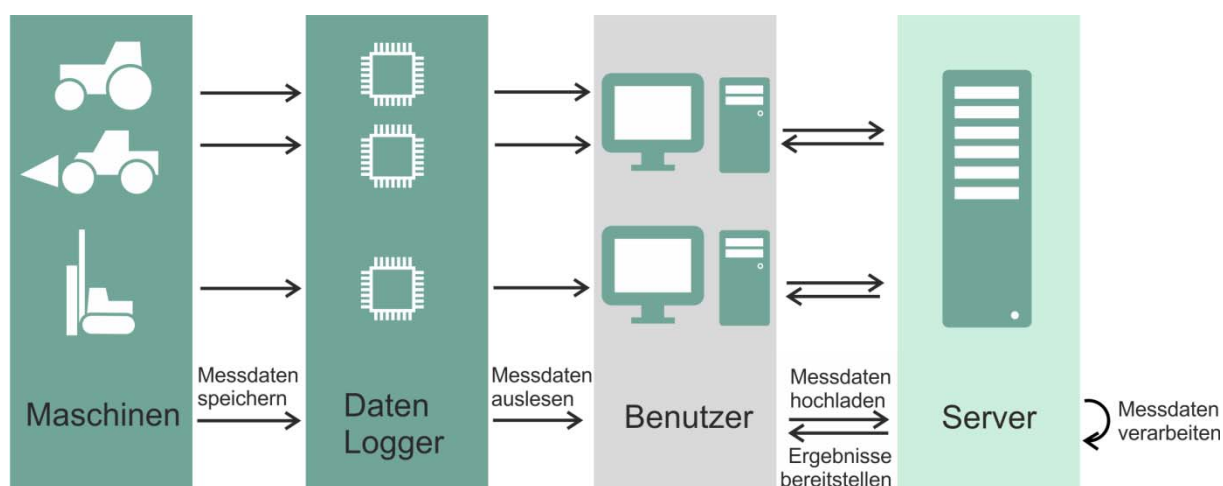 Maschinen
Messdaten
speichern
Daten
Logger
Messdaten
auslesen
Benutzer
Messdaten
hochladen
Ergebnisse
bereitstellen
Server
Messdaten
verarbeiten